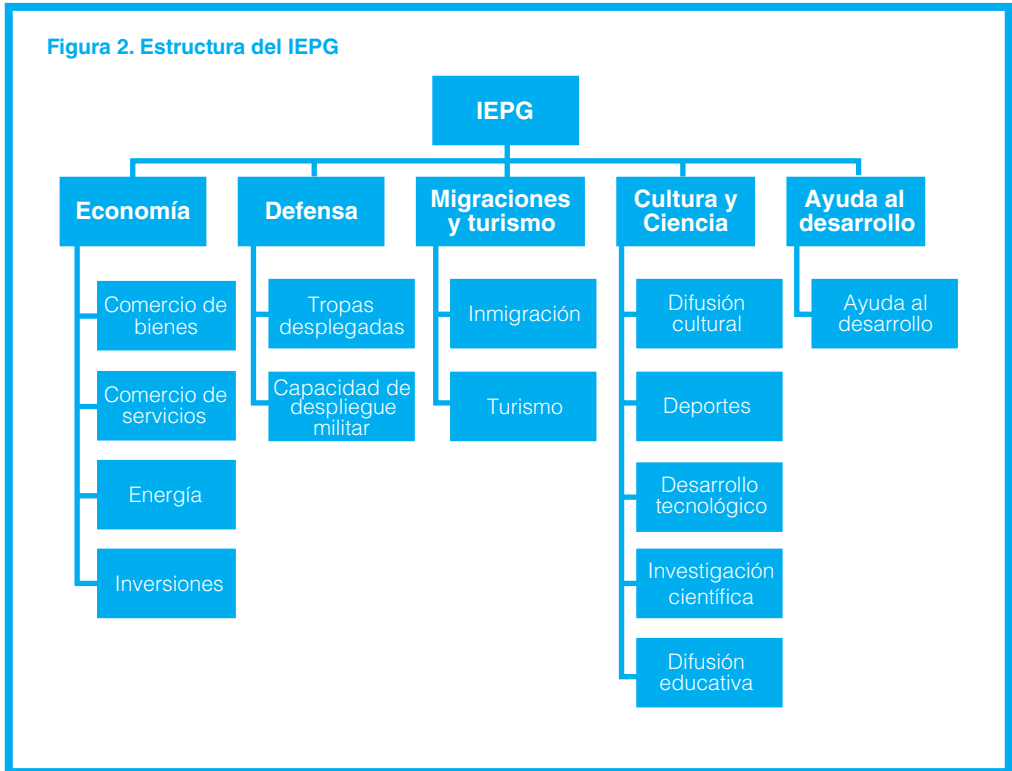 Figura 2. Estructura del IEPG
IEPG
Economía
Defensa
Migraciones
y turismo
Cultura y
Ciencia
Ayuda al
desarrollo
Comercio de
bienes
Comercio de
servicios
Energía
Inversiones
Tropas
desplegadas
Capacidad de
despliegue
militar
Inmigración
Turismo
Difusión
cultural
Deportes
Desarrollo
tecnológico
Investigación
científica
Difusión
educativa
Ayuda al
desarrollo